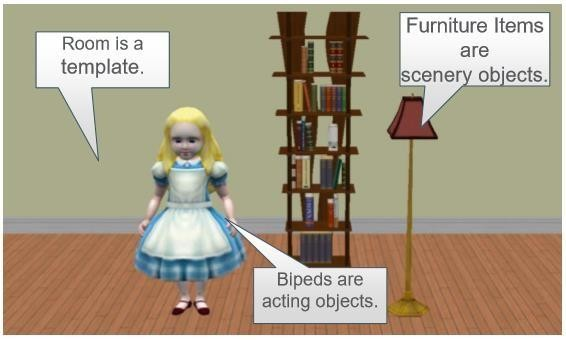 Room is a
template.
Furniture Items
are
scenery objects.
Bipeds are
acting objects.